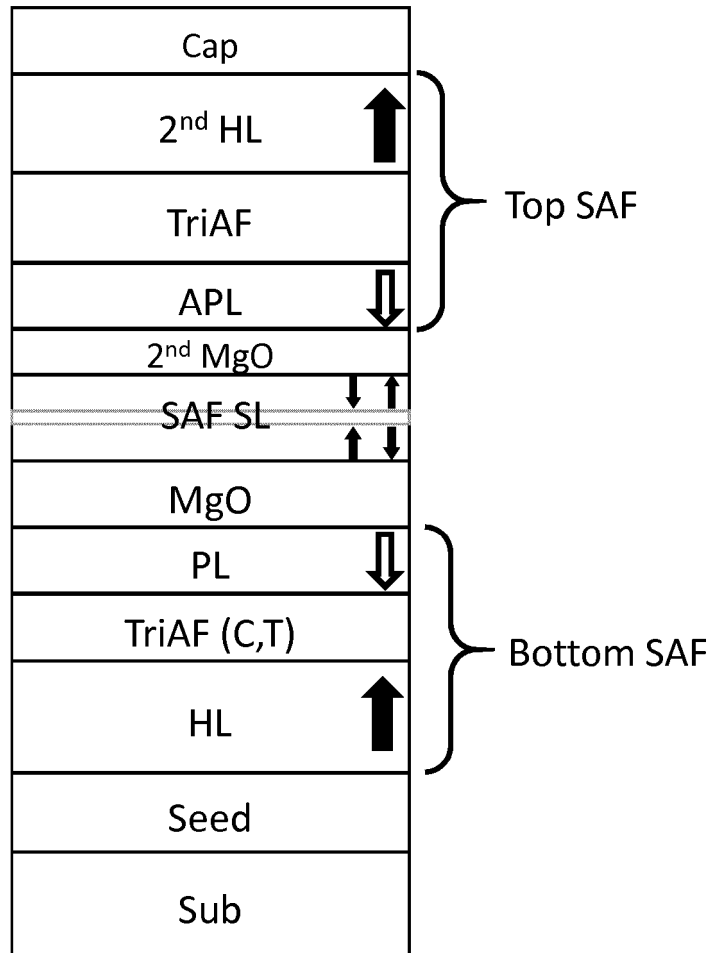 Cap
2nd HL
TriAF
Top SAF
APL
2nd MgO
SAF SL
MgO
PL
TriAF (C,T)
Bottom SAF
HL
Seed
Sub